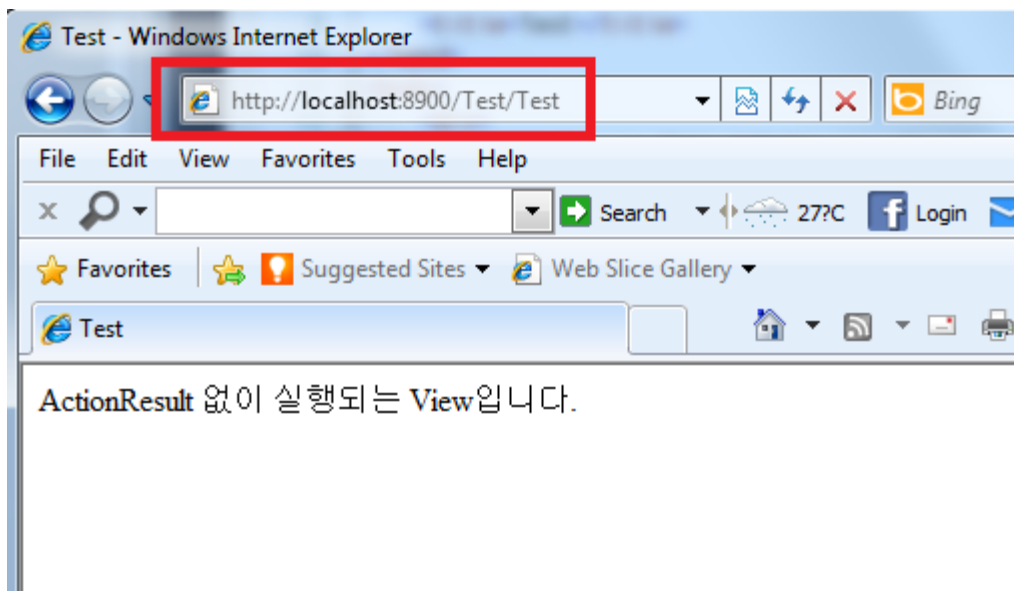 Test - Windows Internet Explorer
http://localhost:8900/Test/Test
Bing
File Edit View Favorites Tools Help
Search 27?C Login
Favorites Suggested Sites Web Slice Gallery
Test
ActionResult 없이 실행되는 View입니다.